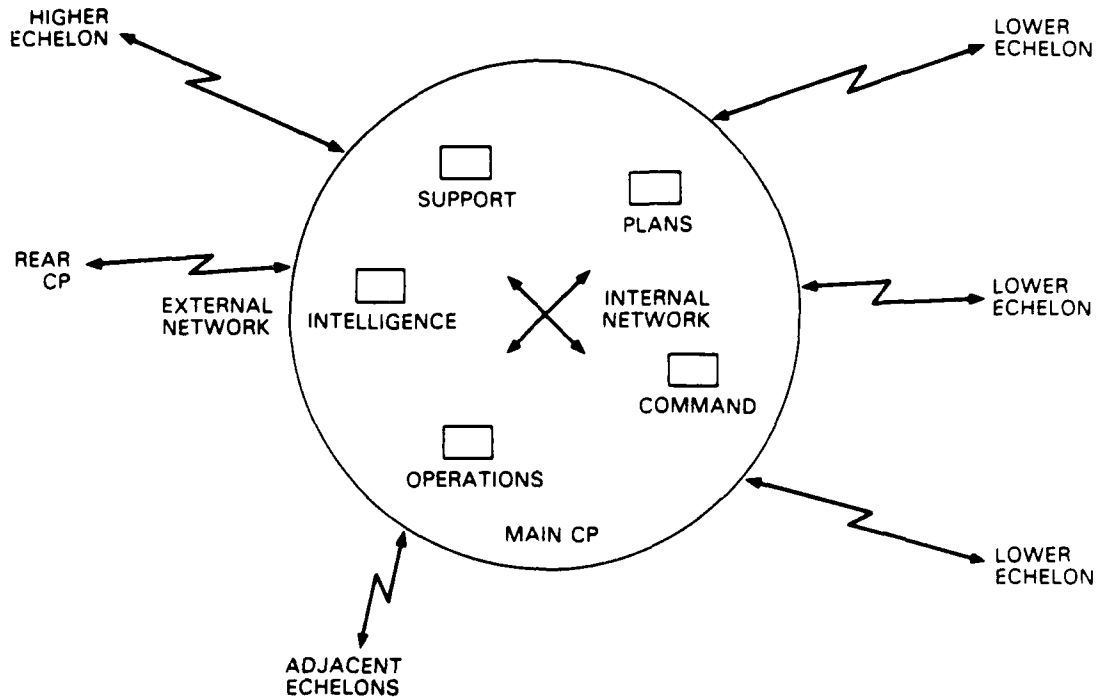 HIGHER
ECHELON
LOWER
ECHELON
SUPPORT
PLANS
REAR
CP
EXTERNAL
NETWORK
INTELLIGENCE
INTERNAL
NETWORK
LOWER
ECHELON
COMMAND
OPERATIONS
MAIN CP
LOWER
ECHELON
ADJACENT
ECHELONS